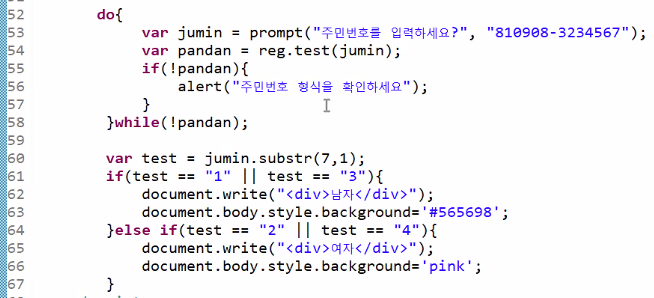 52 do{
53 var jumin = prompt("주민번호를 입력하세요?", "810908-3234567");
54 var pandan = reg.test(jumin);
55 if(!pandan){
56 alert("주민번호 형식을 확인하세요");
57 }
58 }while(!pandan);
59
60 var test = jumin.substr(7,1);
61 if(test == "1" || test == "3"){
62 document.write("<div>남자</div>");
63 document.body.style.background='#565698';
64 }else if(test == "2" || test == "4"){
65 document.write("<div>여자</div>");
66 document.body.style.background='pink';
67 }